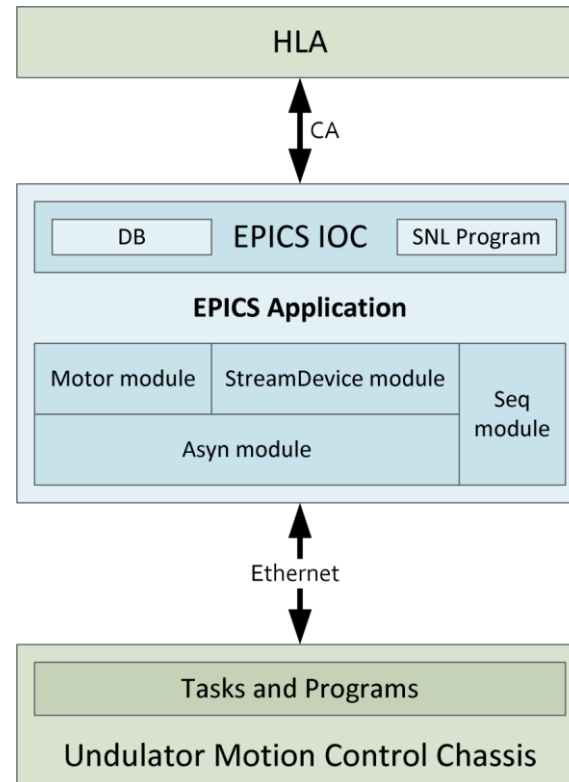 HLA
CA
DB
EPICS IOC
SNL Program
EPICS Application
Motor module
StreamDevice module
Seq
module
Asyn module
Ethernet
Tasks and Programs
Undulator Motion Control Chassis